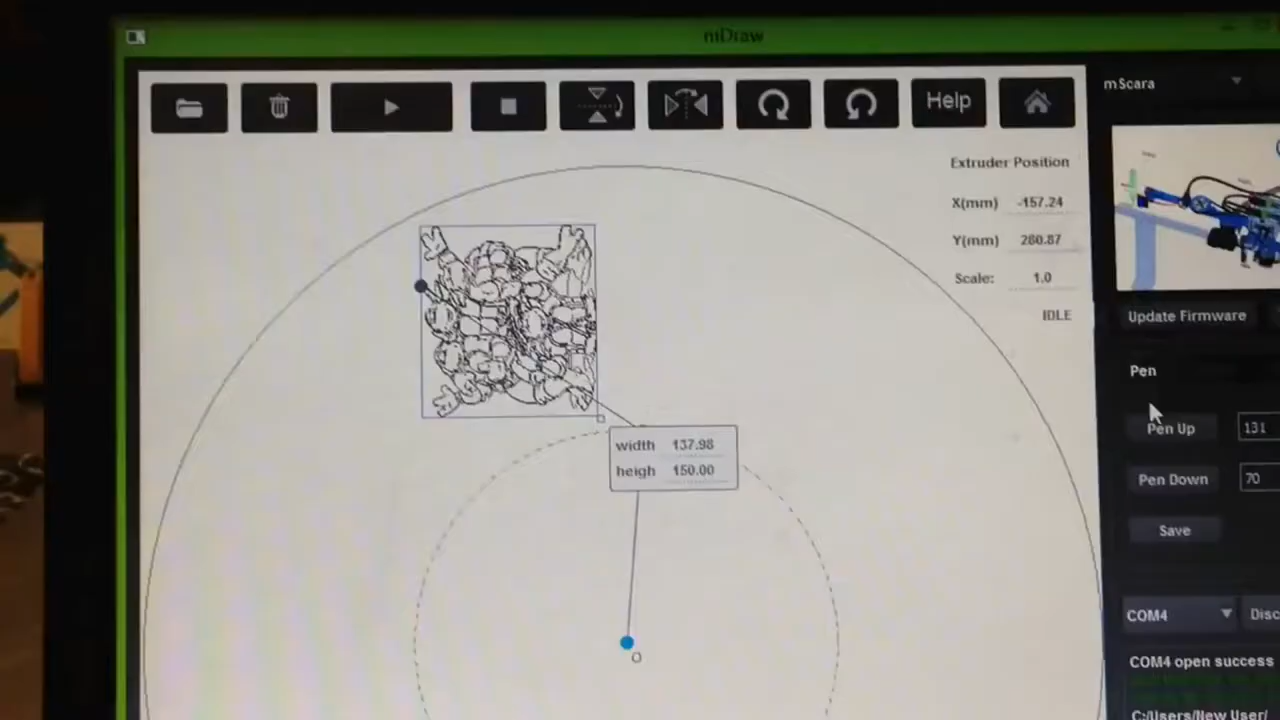 mDraw
Help
mScara
Extruder Position
X(mm) -157.24
Y(mm) 280.87
Scale: 1.0
IDLE
Update Firmware
Pen
Pen Up 131
Pen Down 70
Save
width 137.98
heigh 150.00
COM4 Disc
COM4 open success
C:/Users/New User/
O